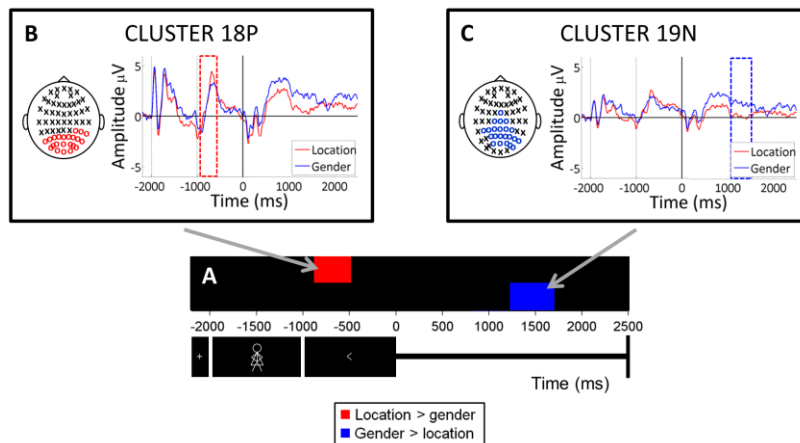 B CLUSTER 18P
Amplitude μV
5
0
-5
Location
Gender
-2000 -1000 0 1000 2000
Time (ms)
C CLUSTER 19N
Amplitude μV
5
0
-5
Location
Gender
-2000 -1000 0 1000 2000
Time (ms)
A
-2000 -1500 -1000 -500 0 500 1000 1500 2000 2500
Time (ms)
Location > gender
Gender > location